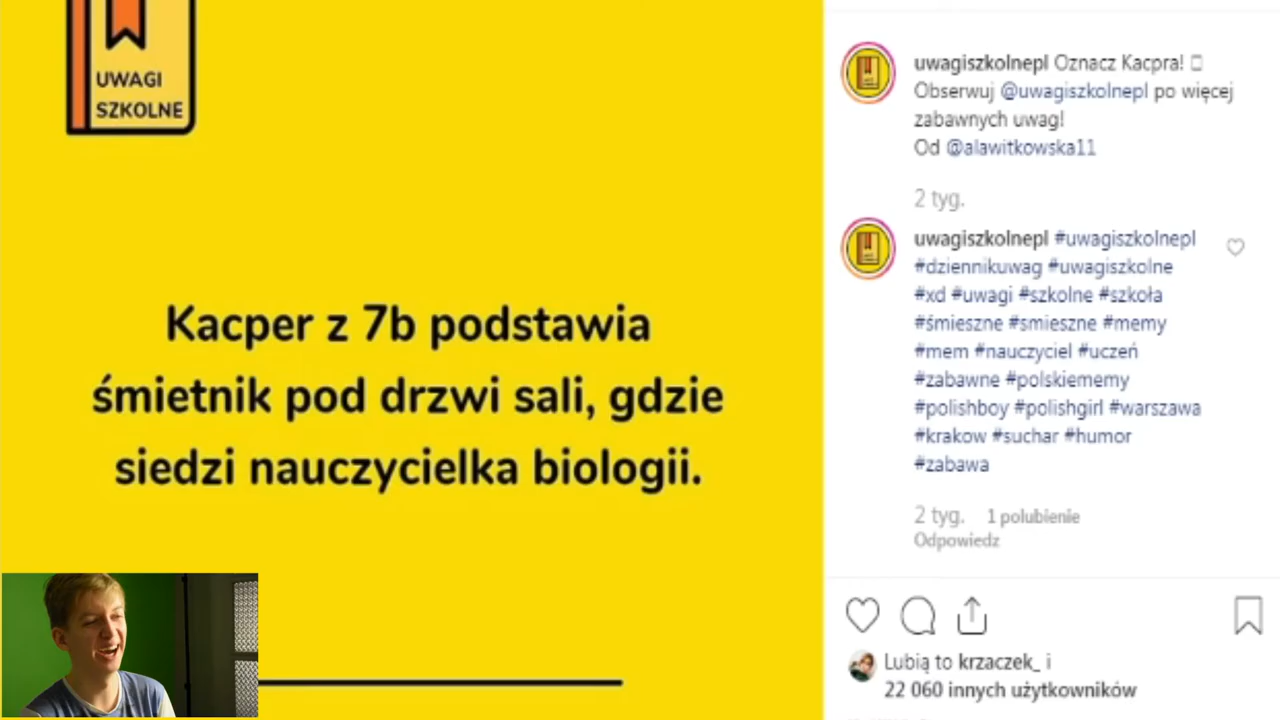 UWAGI
SZKOLNE
Kacper z 7b podstawia
śmietnik pod drzwi sali, gdzie
siedzi nauczycielka biologii.
uwagiszkolnepl Oznacz Kacpra!
Obserwuj @uwagiszkolnepl po więcej
zabawnych uwag!
Od @alawitkowska11
2 tyg.
uwagiszkolnepl #uwagiszkolnepl
#dziennikuwag #uwagiszkolne
#xd #uwagi #szkolne #szkoła
#śmieszne #smieszne #memy
#mem #nauczyciel #uczeń
#zabawne #polskiememy
#polishboy #polishgirl #warszawa
#krakow #suchar #humor
#zabawa
2 tyg. 1 polubienie
Odpowiedz
Lubią to krzaczek_ i
22 060 innych użytkowników